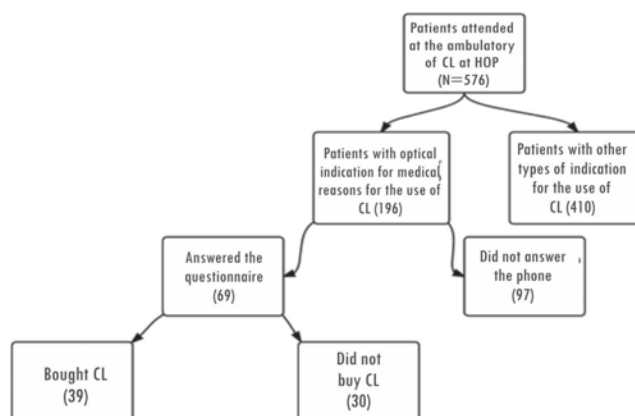 Patients attended
at the ambulatory
of CL at HOP
(N=576)
Patients with optical
indication for medical
reasons for the use of
CL (196)
Patients with other
types of indication
for the use of
CL (410)
Answered the
questionnaire
(69)
Did not answer
the phone
(97)
Bought CL
(39)
Did not
buy CL
(30)